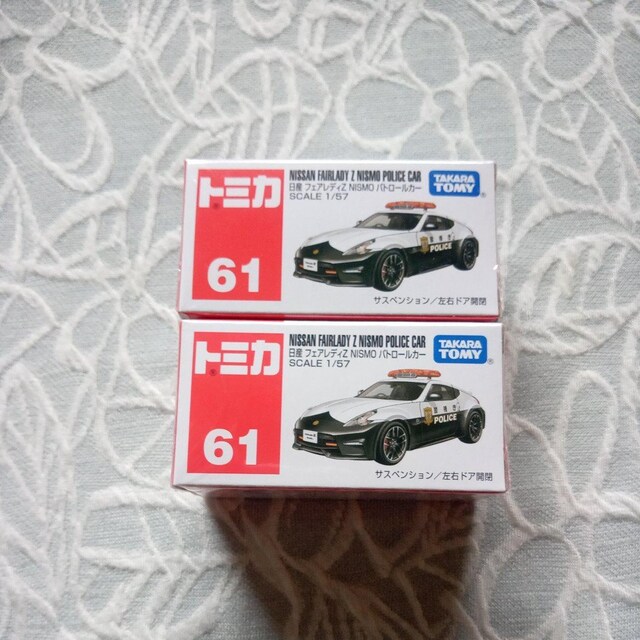 トミカ
61
NISSAN FAIRLADY Z NISMO POLICE CAR
日産 フェアレディZ NISMO パトロールカー
SCALE 1/57
TAKARA
TOMY
POLICE
サスペンション/左右ドア開閉
トミカ
61
NISSAN FAIRLADY Z NISMO POLICE CAR
日産 フェアレディZ NISMO パトロールカー
SCALE 1/57
TAKARA
TOMY
POLICE
サスペンション/左右ドア開閉